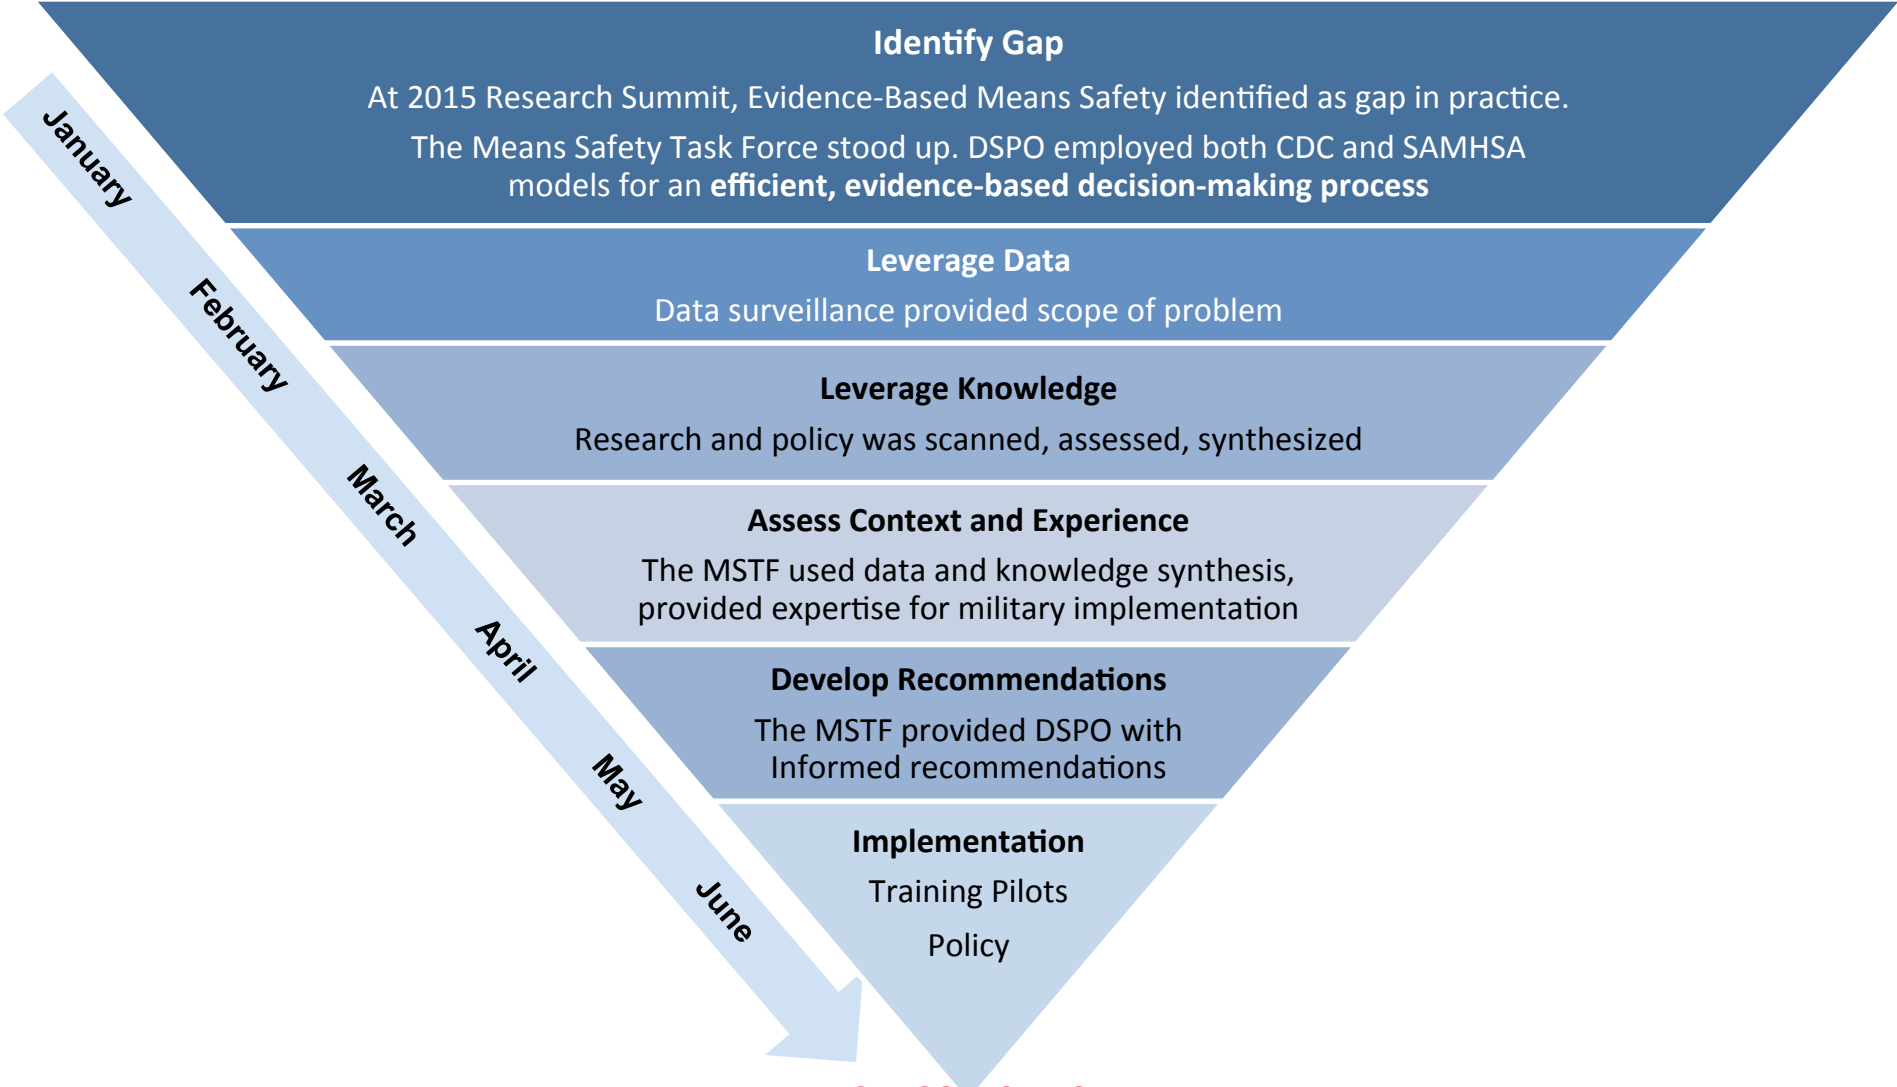 Identify Gap
At 2015 Research Summit, Evidence-Based Means Safety identified as gap in practice.
The Means Safety Task Force stood up. DSPO employed both CDC and SAMHSA
models for an efficient, evidence-based decision-making process
Leverage Data
Data surveillance provided scope of problem
Leverage Knowledge
Research and policy was scanned, assessed, synthesized
Assess Context and Experience
The MSTF used data and knowledge synthesis,
provided expertise for military implementation
Develop Recommendations
The MSTF provided DSPO with
Informed recommendations
Implementation
Training Pilots
Policy
January
February
March
April
May
June